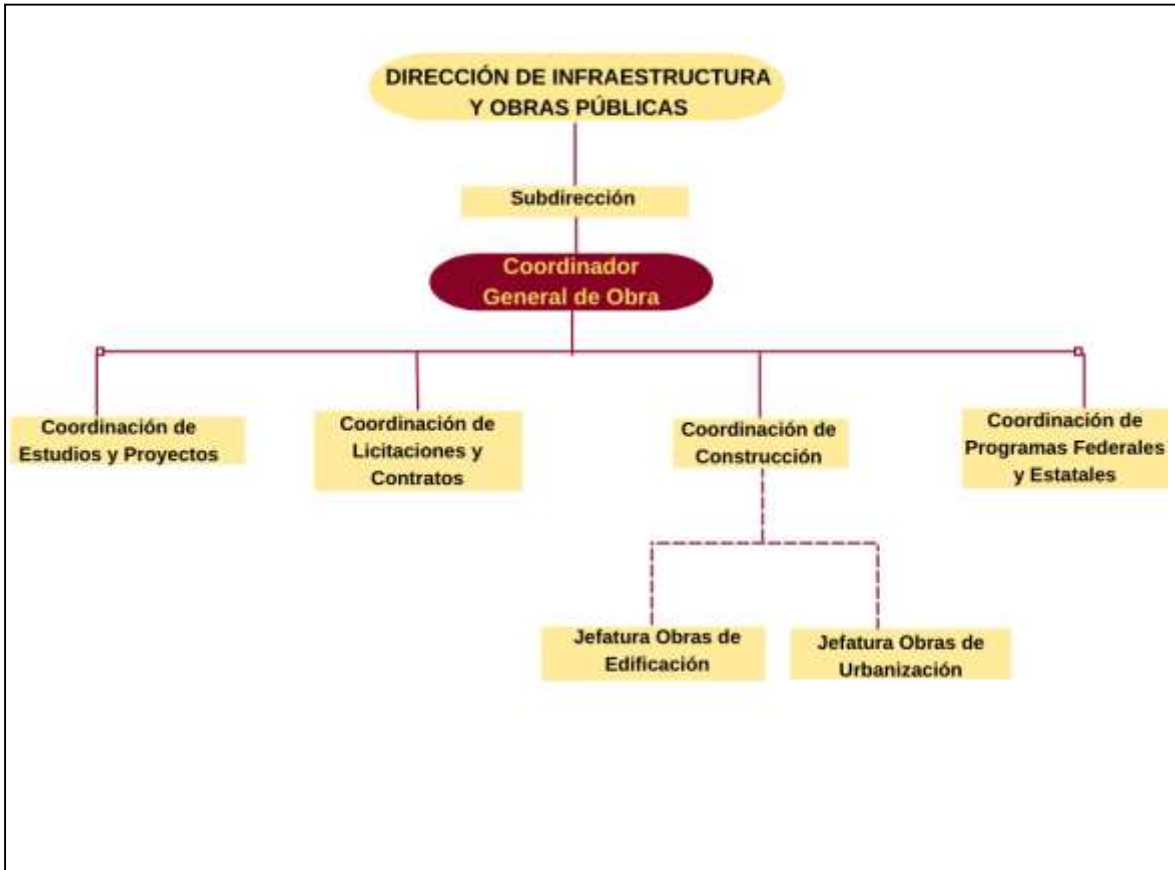 DIRECCIÓN DE INFRAESTRUCTURA
Y OBRAS PÚBLICAS
Subdirección
Coordinador
General de Obra
Coordinación de
Estudios y Proyectos
Coordinación de
Licitaciones y
Contratos
Coordinación de
Construcción
Coordinación de
Programas Federales
y Estatales
Jefatura Obras de
Edificación
Jefatura Obras de
Urbanización